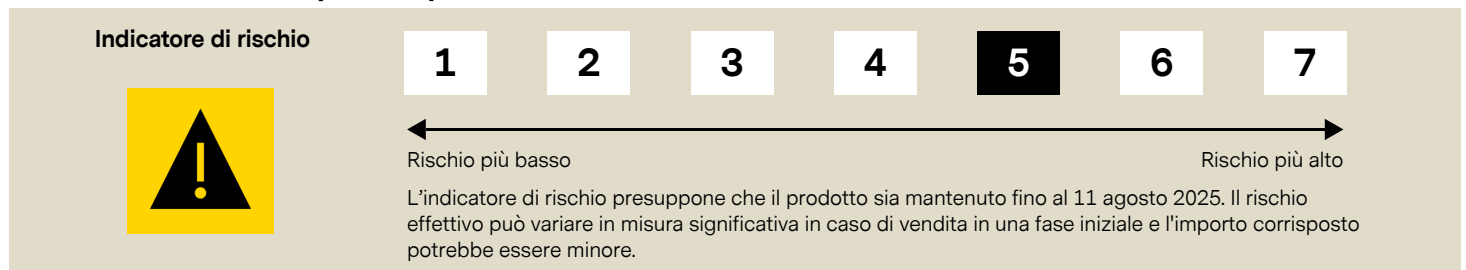 Indicatore di rischio
1 2 3 4 5 6 7
Rischio più basso Rischio più alto
L'indicatore di rischio presuppone che il prodotto sia mantenuto fino al 11 agosto 2025. Il rischio
effettivo può variare in misura significativa in caso di vendita in una fase iniziale e l'importo corrisposto
potrebbe essere minore.